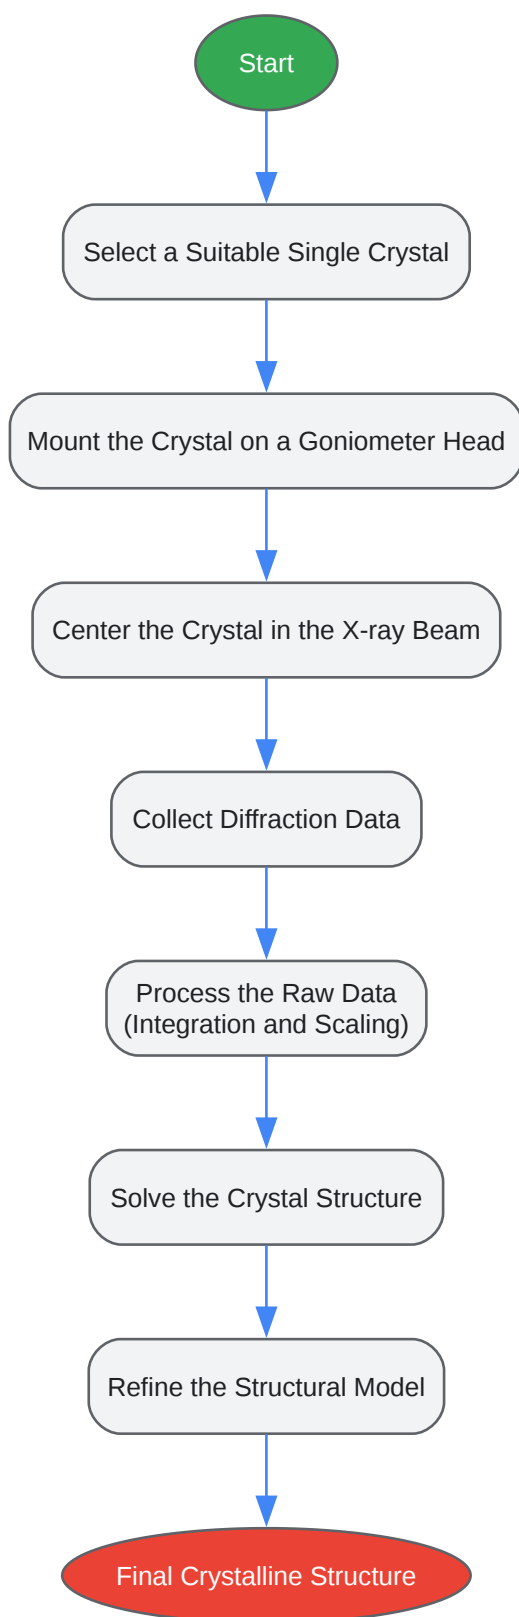 Start
Select a Suitable Single Crystal
Mount the Crystal on a Goniometer Head
Center the Crystal in the X-ray Beam
Collect Diffraction Data
Process the Raw Data
(Integration and Scaling)
Solve the Crystal Structure
Refine the Structural Model
Final Crystalline Structure